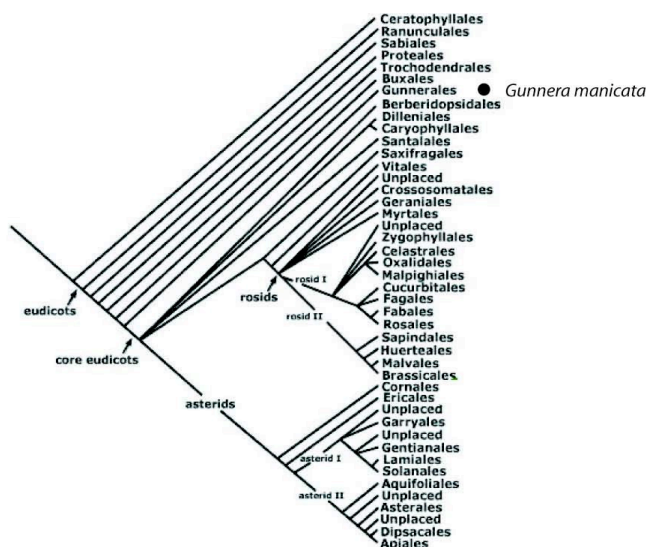 Ceratophyllales
Ranunculales
Sabiales
Proteales
Trochodendrales
Buxales
Gunnerales
Gunnera manicata
Berberidopsidales
Dilleniales
Caryophyllales
Santalales
Saxifragales
Vitales
Unplaced
Crossosomatales
Geraniales
Myrtales
Unplaced
Zygophyllales
Celastrales
Oxalidales
Malpighiales
Cucurbitales
Fagales
Fabales
Rosales
Sapindales
Huerteales
Malvales
Brassicales
Cornales
Ericales
Unplaced
Garryales
Unplaced
Gentianales
Lamiales
Solanales
Aquifoliales
Unplaced
Asterales
Unplaced
Dipsacales
Apiales
rosid I
rosids
eudicots
rosid II
core eudicots
asterids
asterid I
asterid II